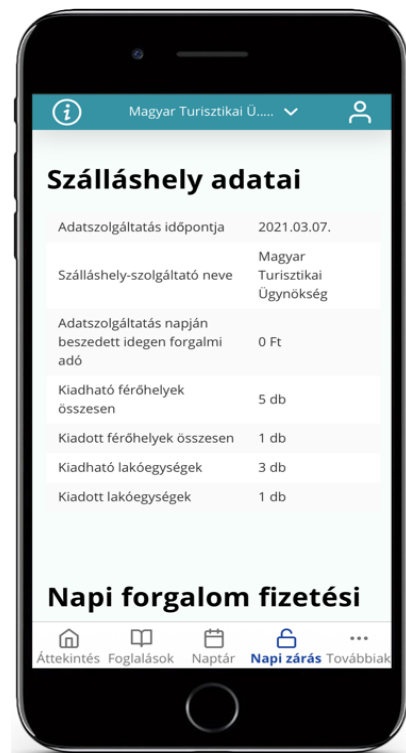 Magyar Turisztikai Ü.....
Szálláshely adatai
Adatszolgáltatás időpontja 2021.03.07.
Szálláshely-szolgáltató neve Magyar
Turisztikai
Ügynökség
Adatszolgáltatás napján
beszedett idegen forgalmi
adó
0 Ft
Kiadható férőhelyek
összesen
5 db
Kiadott férőhelyek összesen 1 db
Kiadható lakóegységek 3 db
Kiadott lakóegységek 1 db
Napi forgalom fizetési
Áttekintés Foglalások Naptár Napi zárás Továbbiak